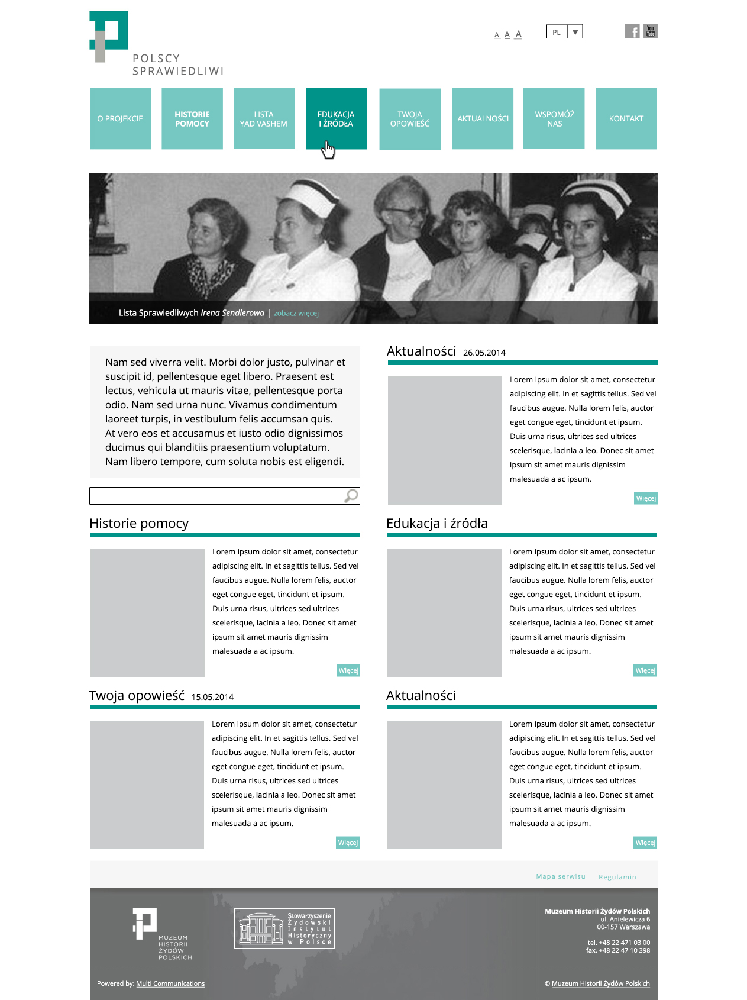 POLSCY
SPRAWIEDLIWI
A A A
PL
f
You
Tube
O PROJEKCIE
HISTORIE
POMOCY
LISTA
YAD VASHEM
EDUKACJA
I ŹRÓDŁA
TWOJA
OPOWIEŚĆ
AKTUALNOŚCI
WSPOMÓŻ
NAS
KONTAKT
Lista Sprawiedliwych Irena Sendlerowa | zobacz więcej
Nam sed viverra velit. Morbi dolor justo, pulvinar et
suscipit id, pellentesque eget libero. Praesent est
lectus, vehicula ut mauris vitae, pellentesque porta
odio. Nam sed urna nunc. Vivamus condimentum
laoreet turpis, in vestibulum felis accumsan quis.
At vero eos et accusamus et iusto odio dignissimos
ducimus qui blanditiis praesentium voluptatum.
Nam libero tempore, cum soluta nobis est eligendi.
Aktualności 26.05.2014
Lorem ipsum dolor sit amet, consectetur
adipiscing elit. In et sagittis tellus. Sed vel
faucibus augue. Nulla lorem felis, auctor
eget congue eget, tincidunt et ipsum.
Duis urna risus, ultrices sed ultrices
scelerisque, lacinia a leo. Donec sit amet
ipsum sit amet mauris dignissim
malesuada a ac ipsum.
Więcej
Historie pomocy
Lorem ipsum dolor sit amet, consectetur
adipiscing elit. In et sagittis tellus. Sed vel
faucibus augue. Nulla lorem felis, auctor
eget congue eget, tincidunt et ipsum.
Duis urna risus, ultrices sed ultrices
scelerisque, lacinia a leo. Donec sit amet
ipsum sit amet mauris dignissim
malesuada a ac ipsum.
Więcej
Edukacja i źródła
Lorem ipsum dolor sit amet, consectetur
adipiscing elit. In et sagittis tellus. Sed vel
faucibus augue. Nulla lorem felis, auctor
eget congue eget, tincidunt et ipsum.
Duis urna risus, ultrices sed ultrices
scelerisque, lacinia a leo. Donec sit amet
ipsum sit amet mauris dignissim
malesuada a ac ipsum.
Więcej
Twoja opowieść 15.05.2014
Lorem ipsum dolor sit amet, consectetur
adipiscing elit. In et sagittis tellus. Sed vel
faucibus augue. Nulla lorem felis, auctor
eget congue eget, tincidunt et ipsum.
Duis urna risus, ultrices sed ultrices
scelerisque, lacinia a leo. Donec sit amet
ipsum sit amet mauris dignissim
malesuada a ac ipsum.
Więcej
Aktualności
Lorem ipsum dolor sit amet, consectetur
adipiscing elit. In et sagittis tellus. Sed vel
faucibus augue. Nulla lorem felis, auctor
eget congue eget, tincidunt et ipsum.
Duis urna risus, ultrices sed ultrices
scelerisque, lacinia a leo. Donec sit amet
ipsum sit amet mauris dignissim
malesuada a ac ipsum.
Więcej
Mapa serwisu Regulamin
MUZEUM
HISTORII
ŻYDÓW
POLSKICH
Stowarzyszenie
Żydowski
Instytut
Historyczny
w Polsce
Muzeum Historii Żydów Polskich
ul. Anielewicza 6
00-157 Warszawa
tel. +48 22 471 03 00
fax. +48 22 47 10 398
Powered by: Multi Communications
© Muzeum Historii Żydów Polskich